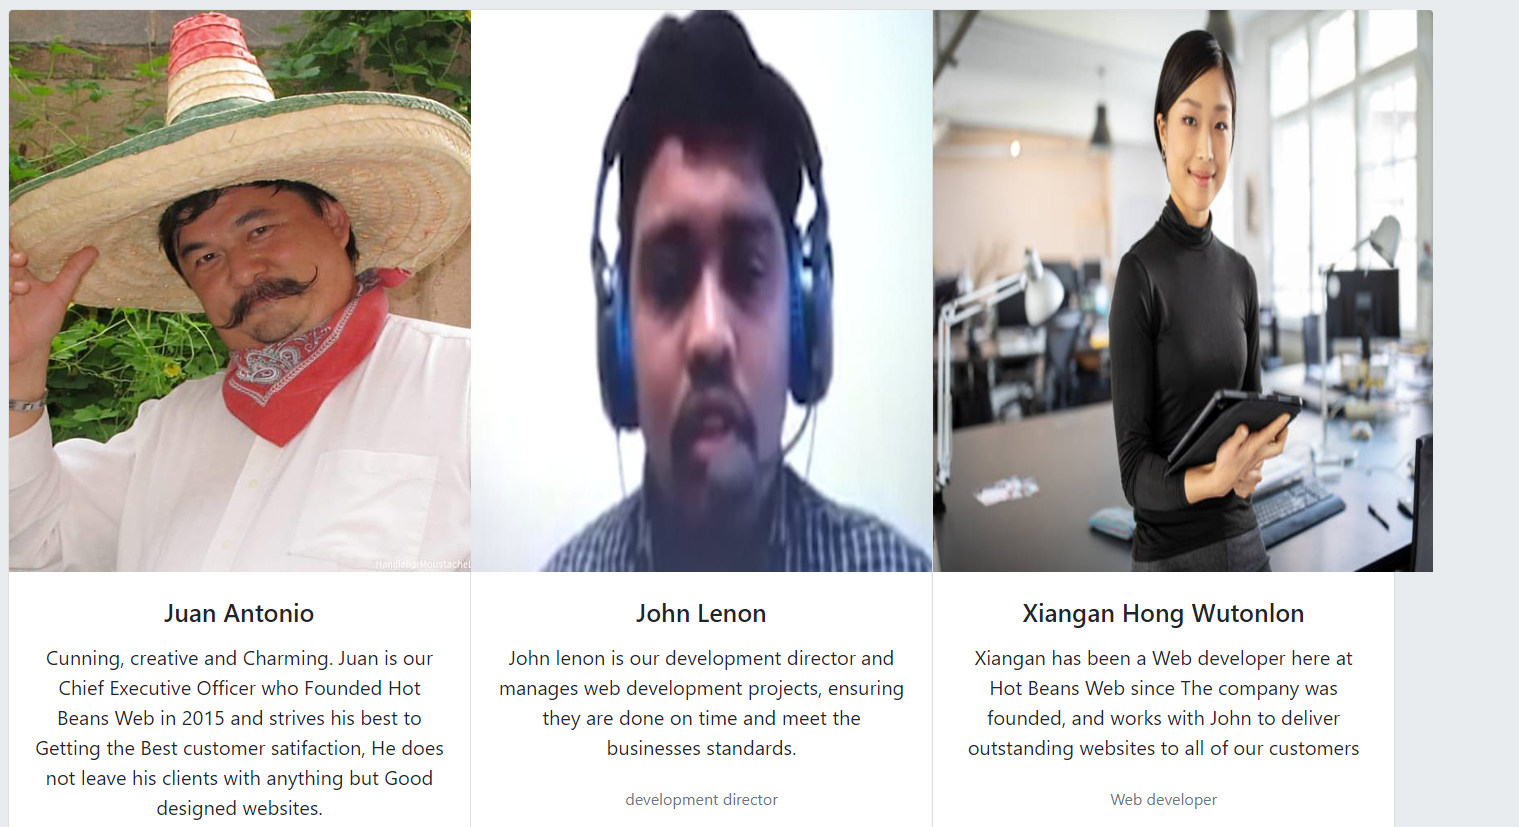 .HandlebarMoustache
Juan Antonio
Cunning, creative and Charming. Juan is our
Chief Executive Officer who Founded Hot
Beans Web in 2015 and strives his best to
Getting the Best customer satifaction, He does
not leave his clients with anything but Good
designed websites.
John Lenon
John lenon is our development director and
manages web development projects, ensuring
they are done on time and meet the
businesses standards.
development director
Xiangan Hong Wutonlon
Xiangan has been a Web developer here at
Hot Beans Web since The company was
founded, and works with John to deliver
outstanding websites to all of our customers
Web developer